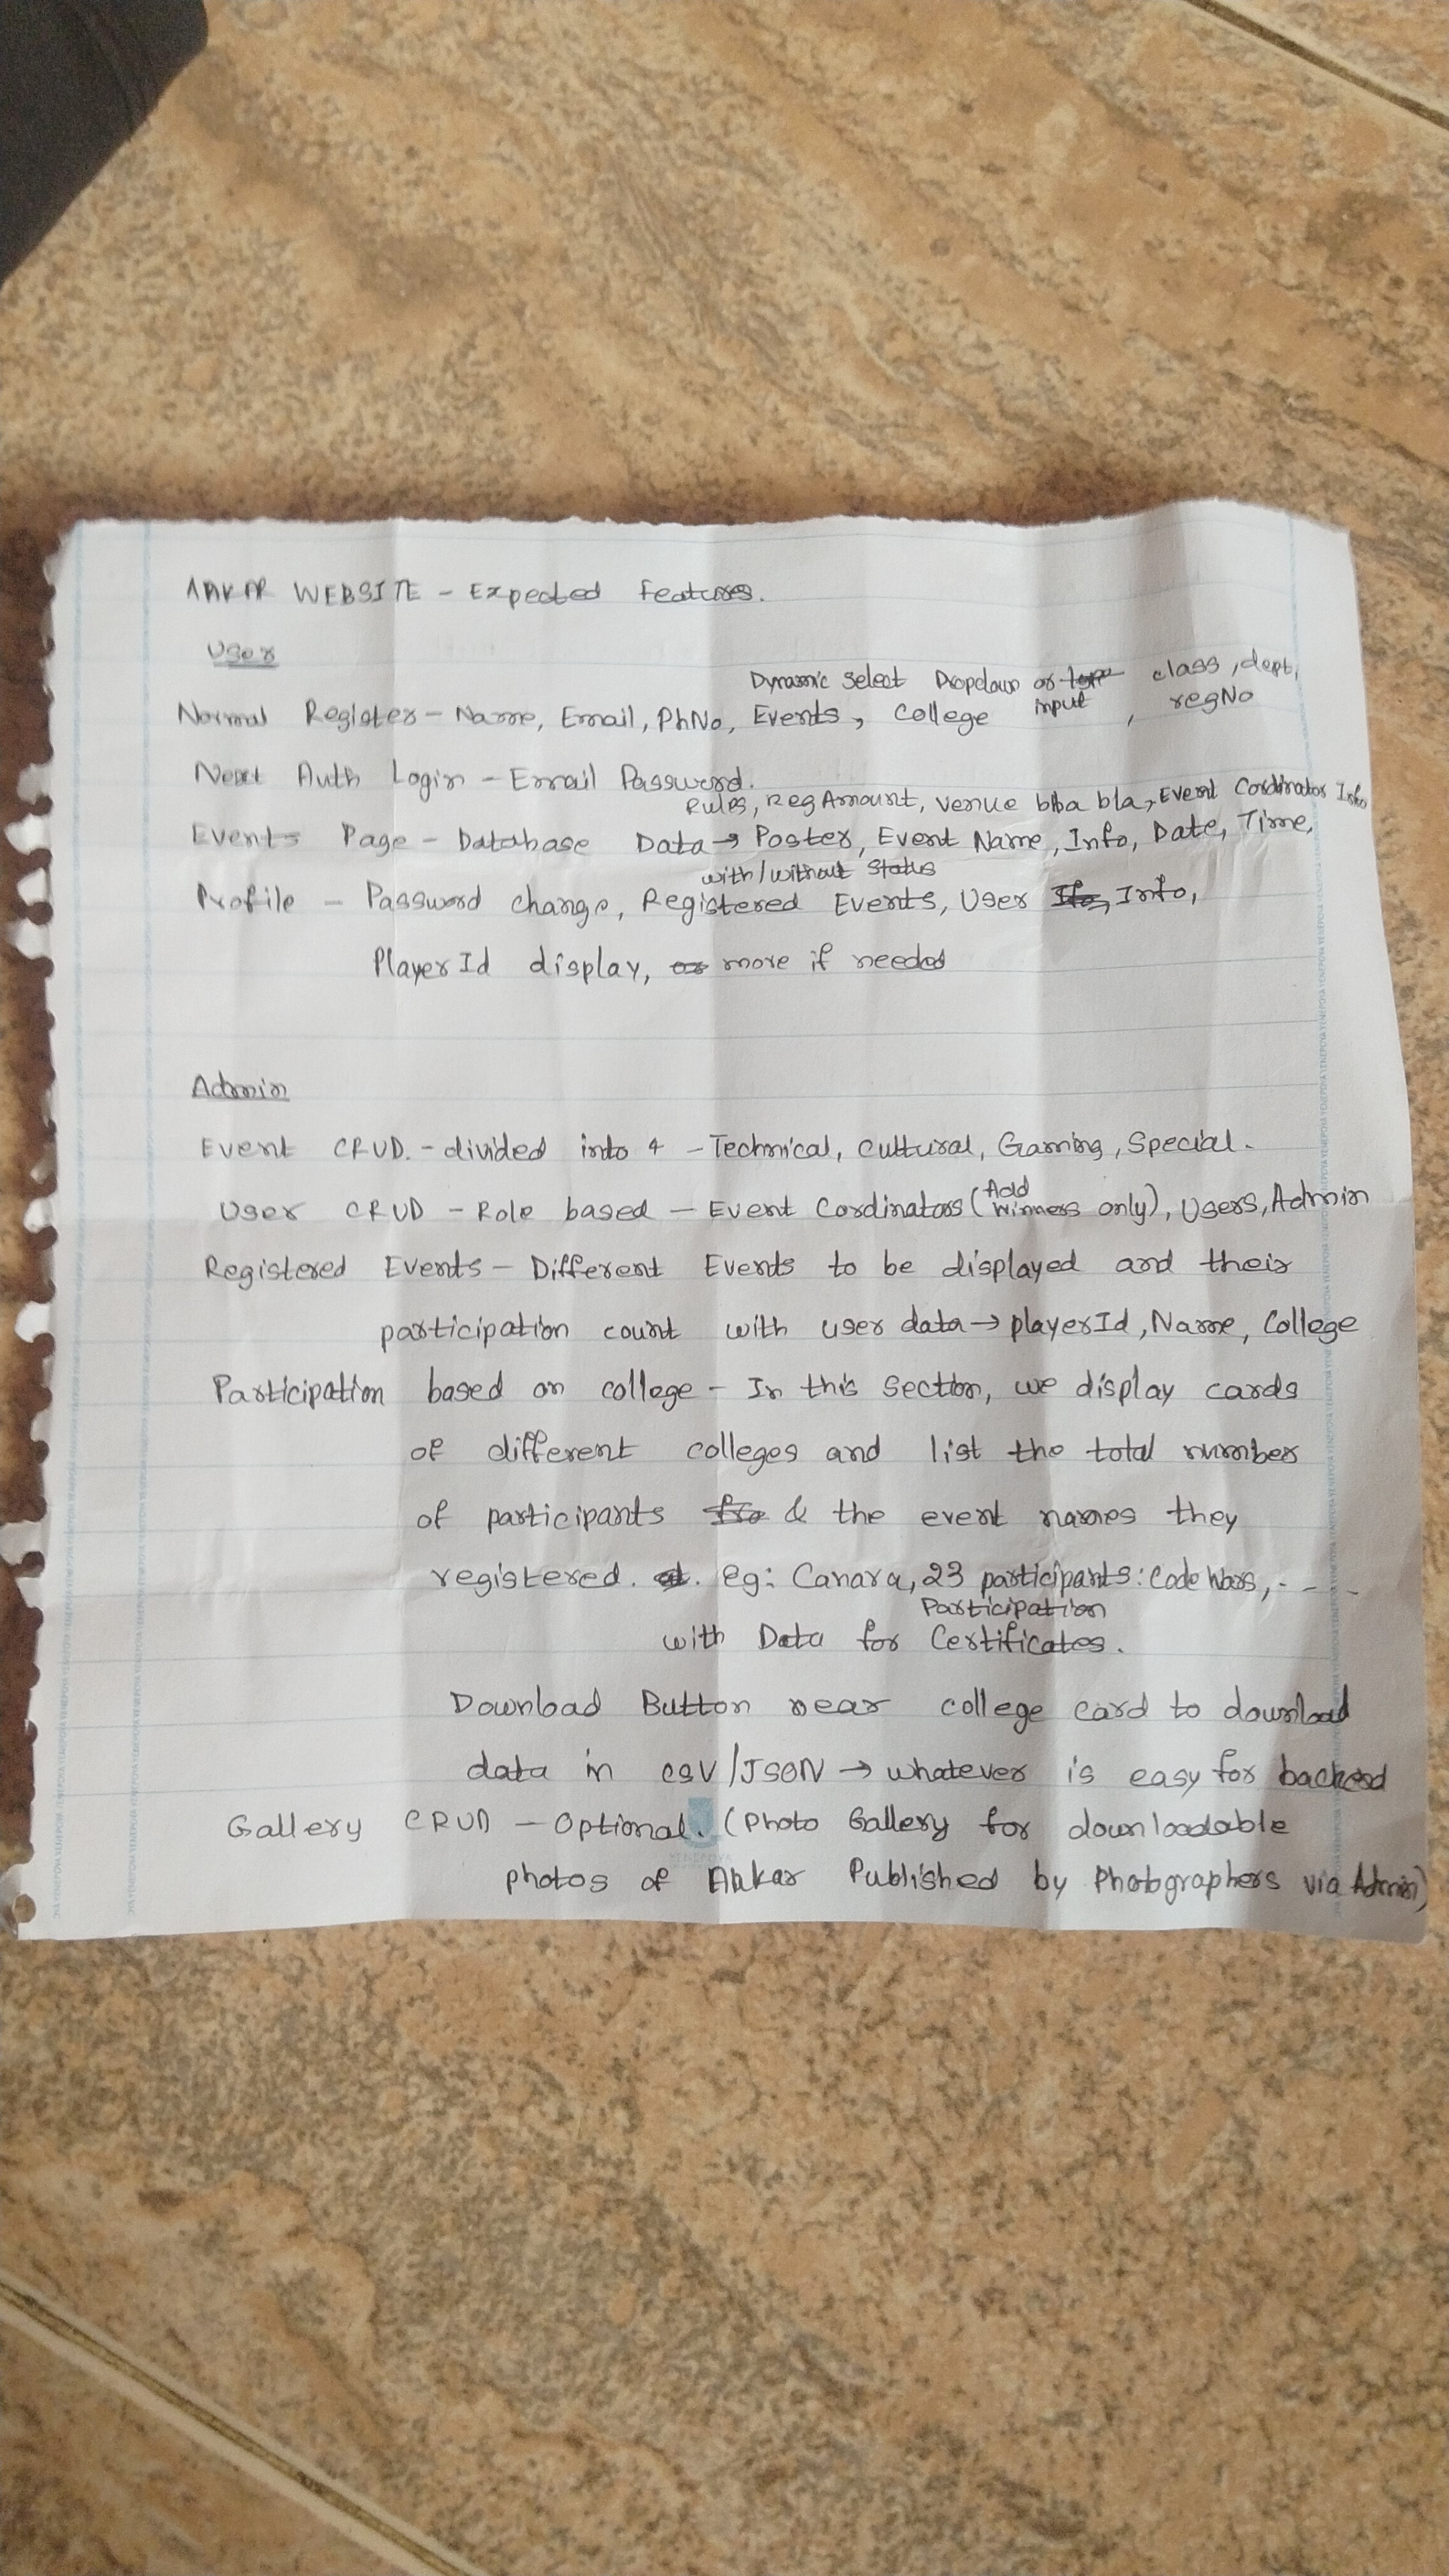 AAKAR WEBSITE - Expected Features.
User
Dynamic Select Dropdown or type class, dept,
Normal Register - Name, Email, PhNo, Events, College input, regNo
Next Auth Login - Email Password.
Rules, Reg Amount, venue bla bla, Event Cordinator Info
Events Page - Database Data → Poster, Event Name, Info, Date, Time,
with/without Status
Profile - Password change, Registered Events, User Info,
PlayerId display, or more if needed
Admin
Event CRUD. - divided into 4 - Technical, Cultural, Gaming, Special.
Add
User CRUD - Role based - Event Cordinators (Winners only), Users, Admin
Registered Events - Different Events to be displayed and their
participation count with user data → playerId, Name, College
Participation based on college - In this Section, we display cards
of different colleges and list the total number
of participants & the event names they
registered. eg: Canara, 23 participants: Code Wars, - - -
Participation
with Data for Certificates.
Download Button near college card to download
data in CSV/JSON → whatever is easy for backend
Gallery CRUD - Optional. (Photo Gallery for downloadable
photos of Aakar Published by Photographers via Admin)
YENEPOYA